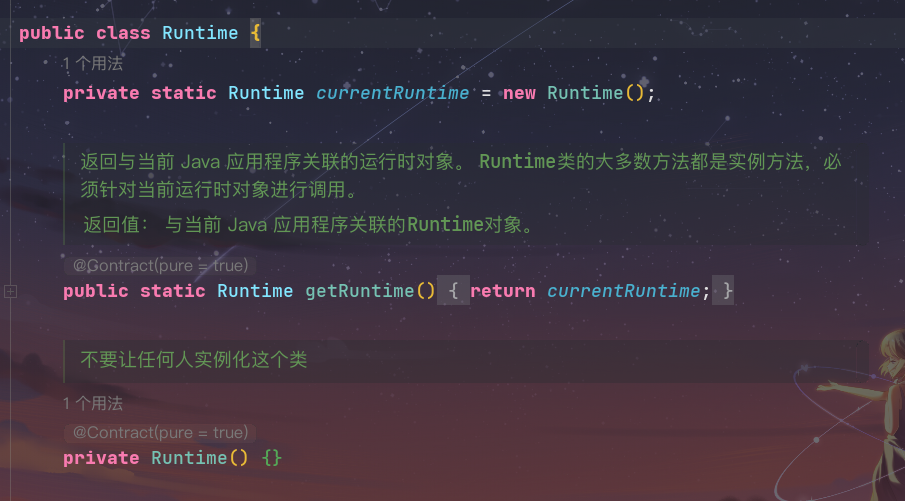 public class Runtime {
1 个用法
private static Runtime currentRuntime = new Runtime();
返回与当前 Java 应用程序关联的运行时对象。 Runtime类的大多数方法都是实例方法，必
须针对当前运行时对象进行调用。
返回值： 与当前 Java 应用程序关联的Runtime对象。
@Contract(pure = true)
public static Runtime getRuntime() { return currentRuntime; }
不要让任何人实例化这个类
1 个用法
@Contract(pure = true)
private Runtime() {}